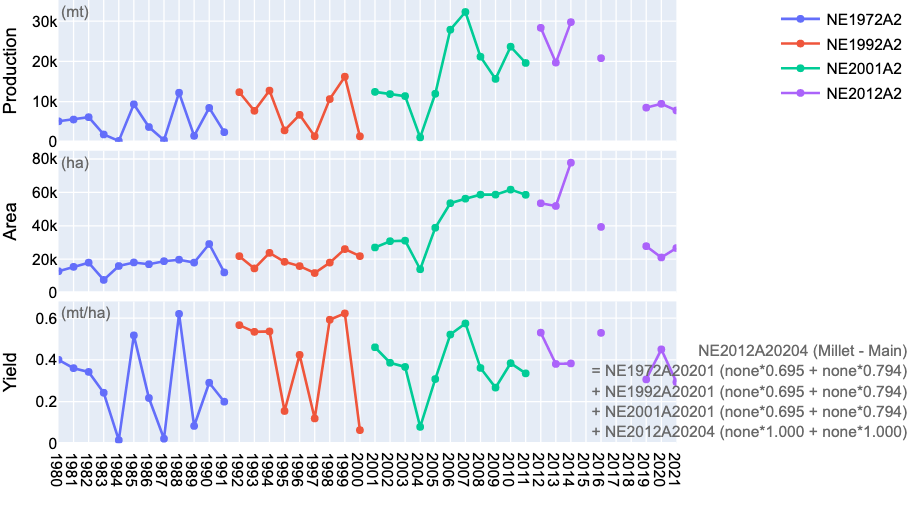 (mt)
Production
30k
20k
10k
0
NE1972A2
NE1992A2
NE2001A2
NE2012A2
(ha)
Area
80k
60k
40k
20k
0
(mt/ha)
Yield
0.6
0.4
0.2
0
NE2012A20204 (Millet - Main)
= NE1972A20201 (none*0.695 + none*0.794)
+ NE1992A20201 (none*0.695 + none*0.794)
+ NE2001A20201 (none*0.695 + none*0.794)
+ NE2012A20204 (none*1.000 + none*1.000)
1980 1981 1982 1983 1984 1985 1986 1987 1988 1989 1990 1991 1992 1993 1994 1995 1996 1997 1998 1999 2000 2001 2002 2003 2004 2005 2006 2007 2008 2009 2010 2011 2012 2013 2014 2015 2016 2017 2018 2019 2020 2021